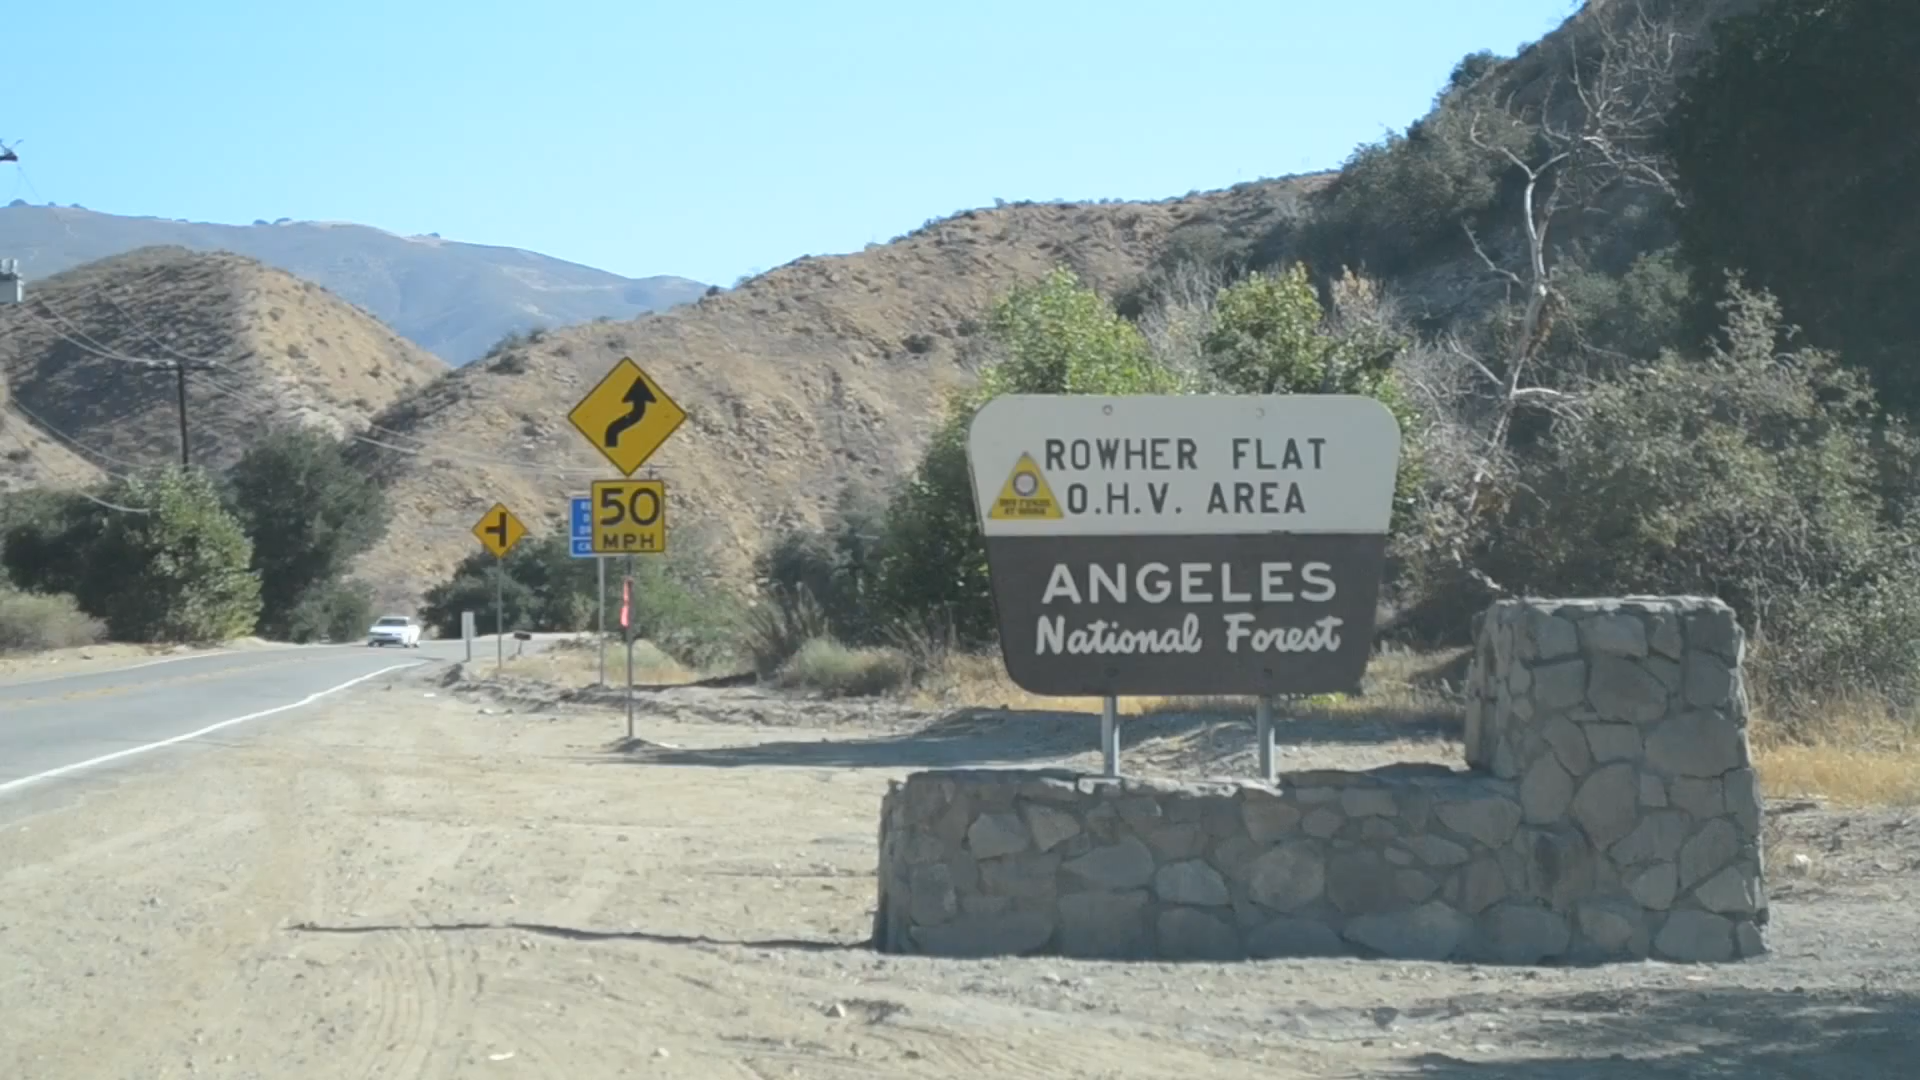 50
MPH
ROWHER FLAT
O.H.V. AREA
ANGELES
National Forest